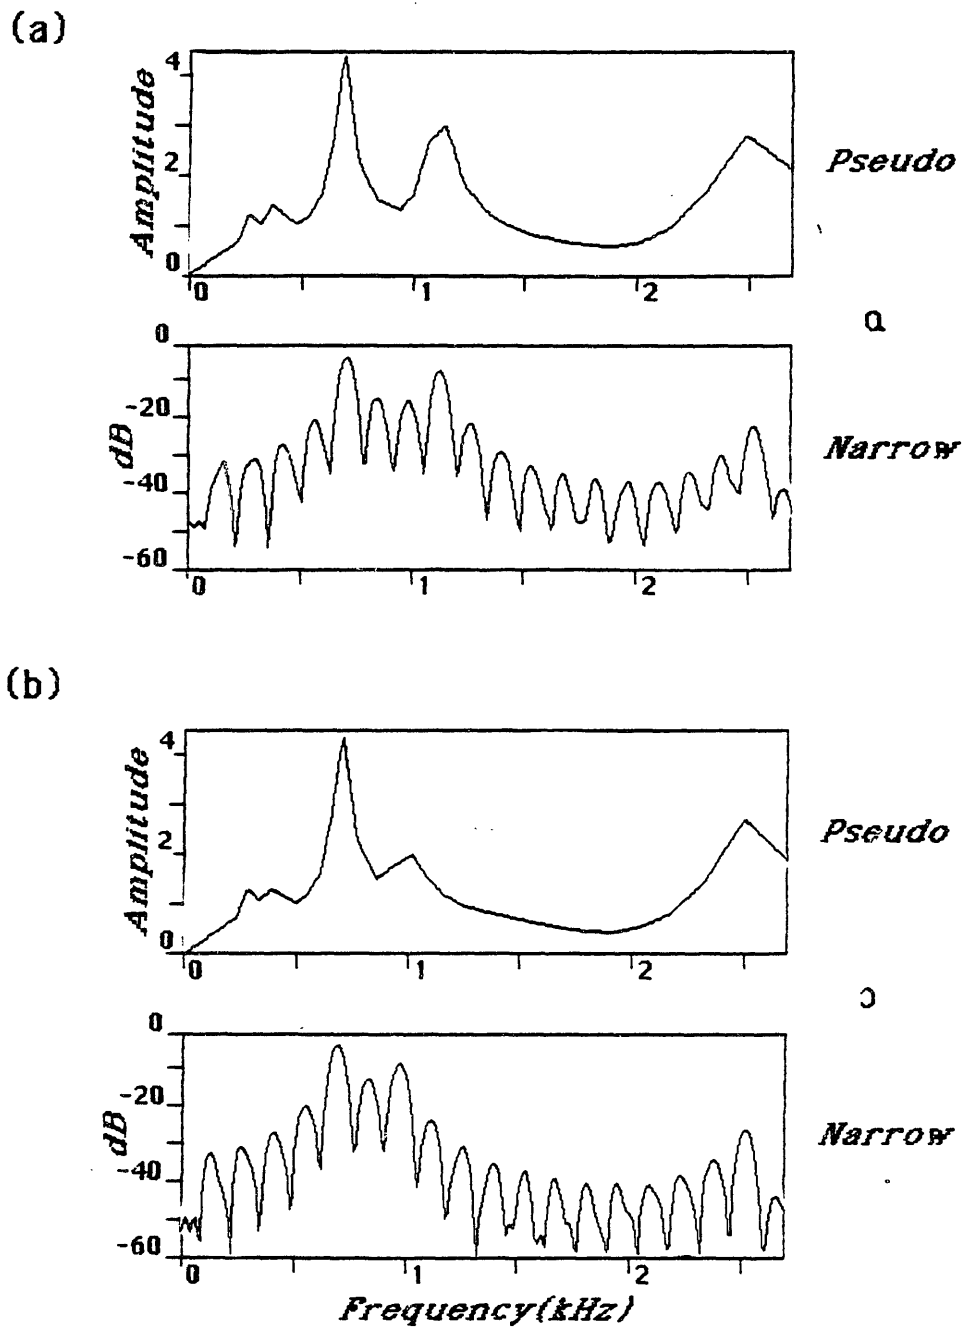 (a)
4
2
0
Amplitude
0 1 2
Pseudo
ɑ
0
-20
-40
-60
dB
0 1 2
Narrow
(b)
4
2
0
Amplitude
0 1 2
Pseudo
ɔ
0
-20
-40
-60
dB
0 1 2
Narrow
Frequency(kHz)